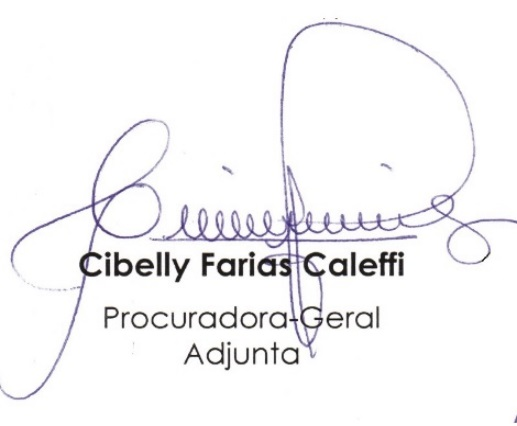 Cibelly Farias Caleffi
Procuradora-Geral
Adjunta